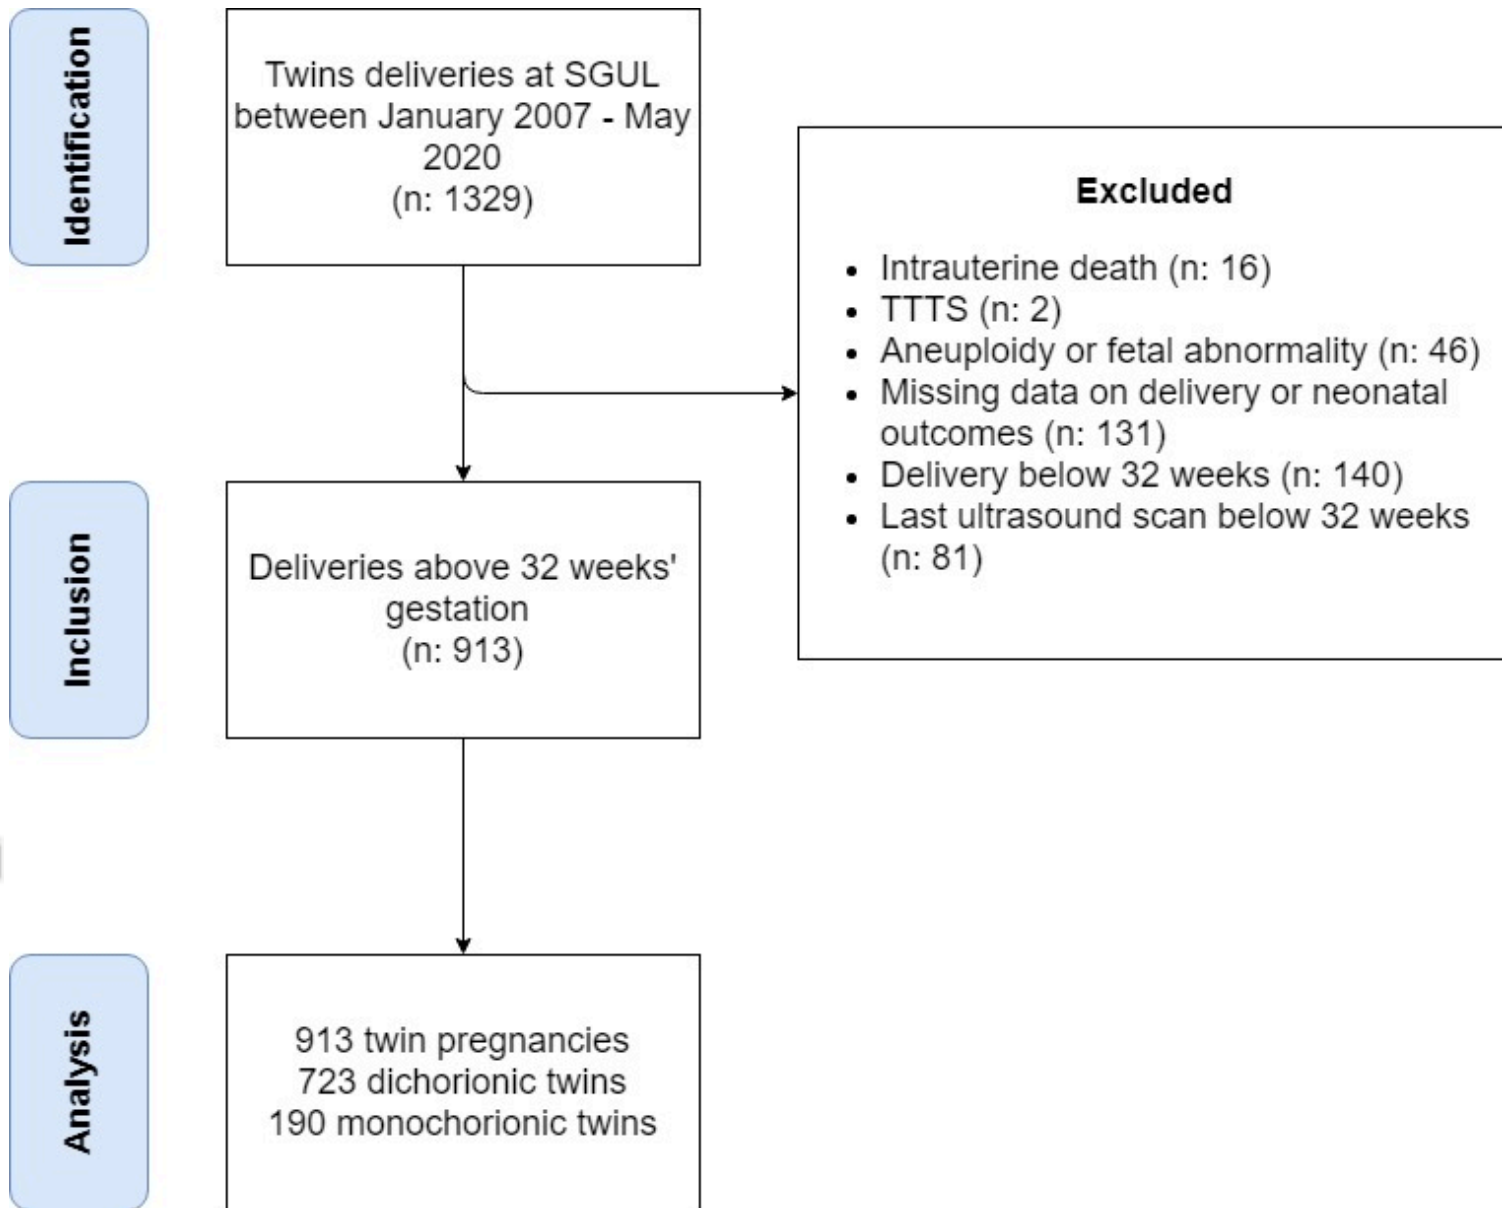 Identification
Twins deliveries at SGUL
between January 2007 - May
2020
(n: 1329)
Excluded
• Intrauterine death (n: 16)
• TTTS (n: 2)
• Aneuploidy or fetal abnormality (n: 46)
• Missing data on delivery or neonatal
outcomes (n: 131)
• Delivery below 32 weeks (n: 140)
• Last ultrasound scan below 32 weeks
(n: 81)
Inclusion
Deliveries above 32 weeks'
gestation
(n: 913)
Analysis
913 twin pregnancies
723 dichorionic twins
190 monochorionic twins